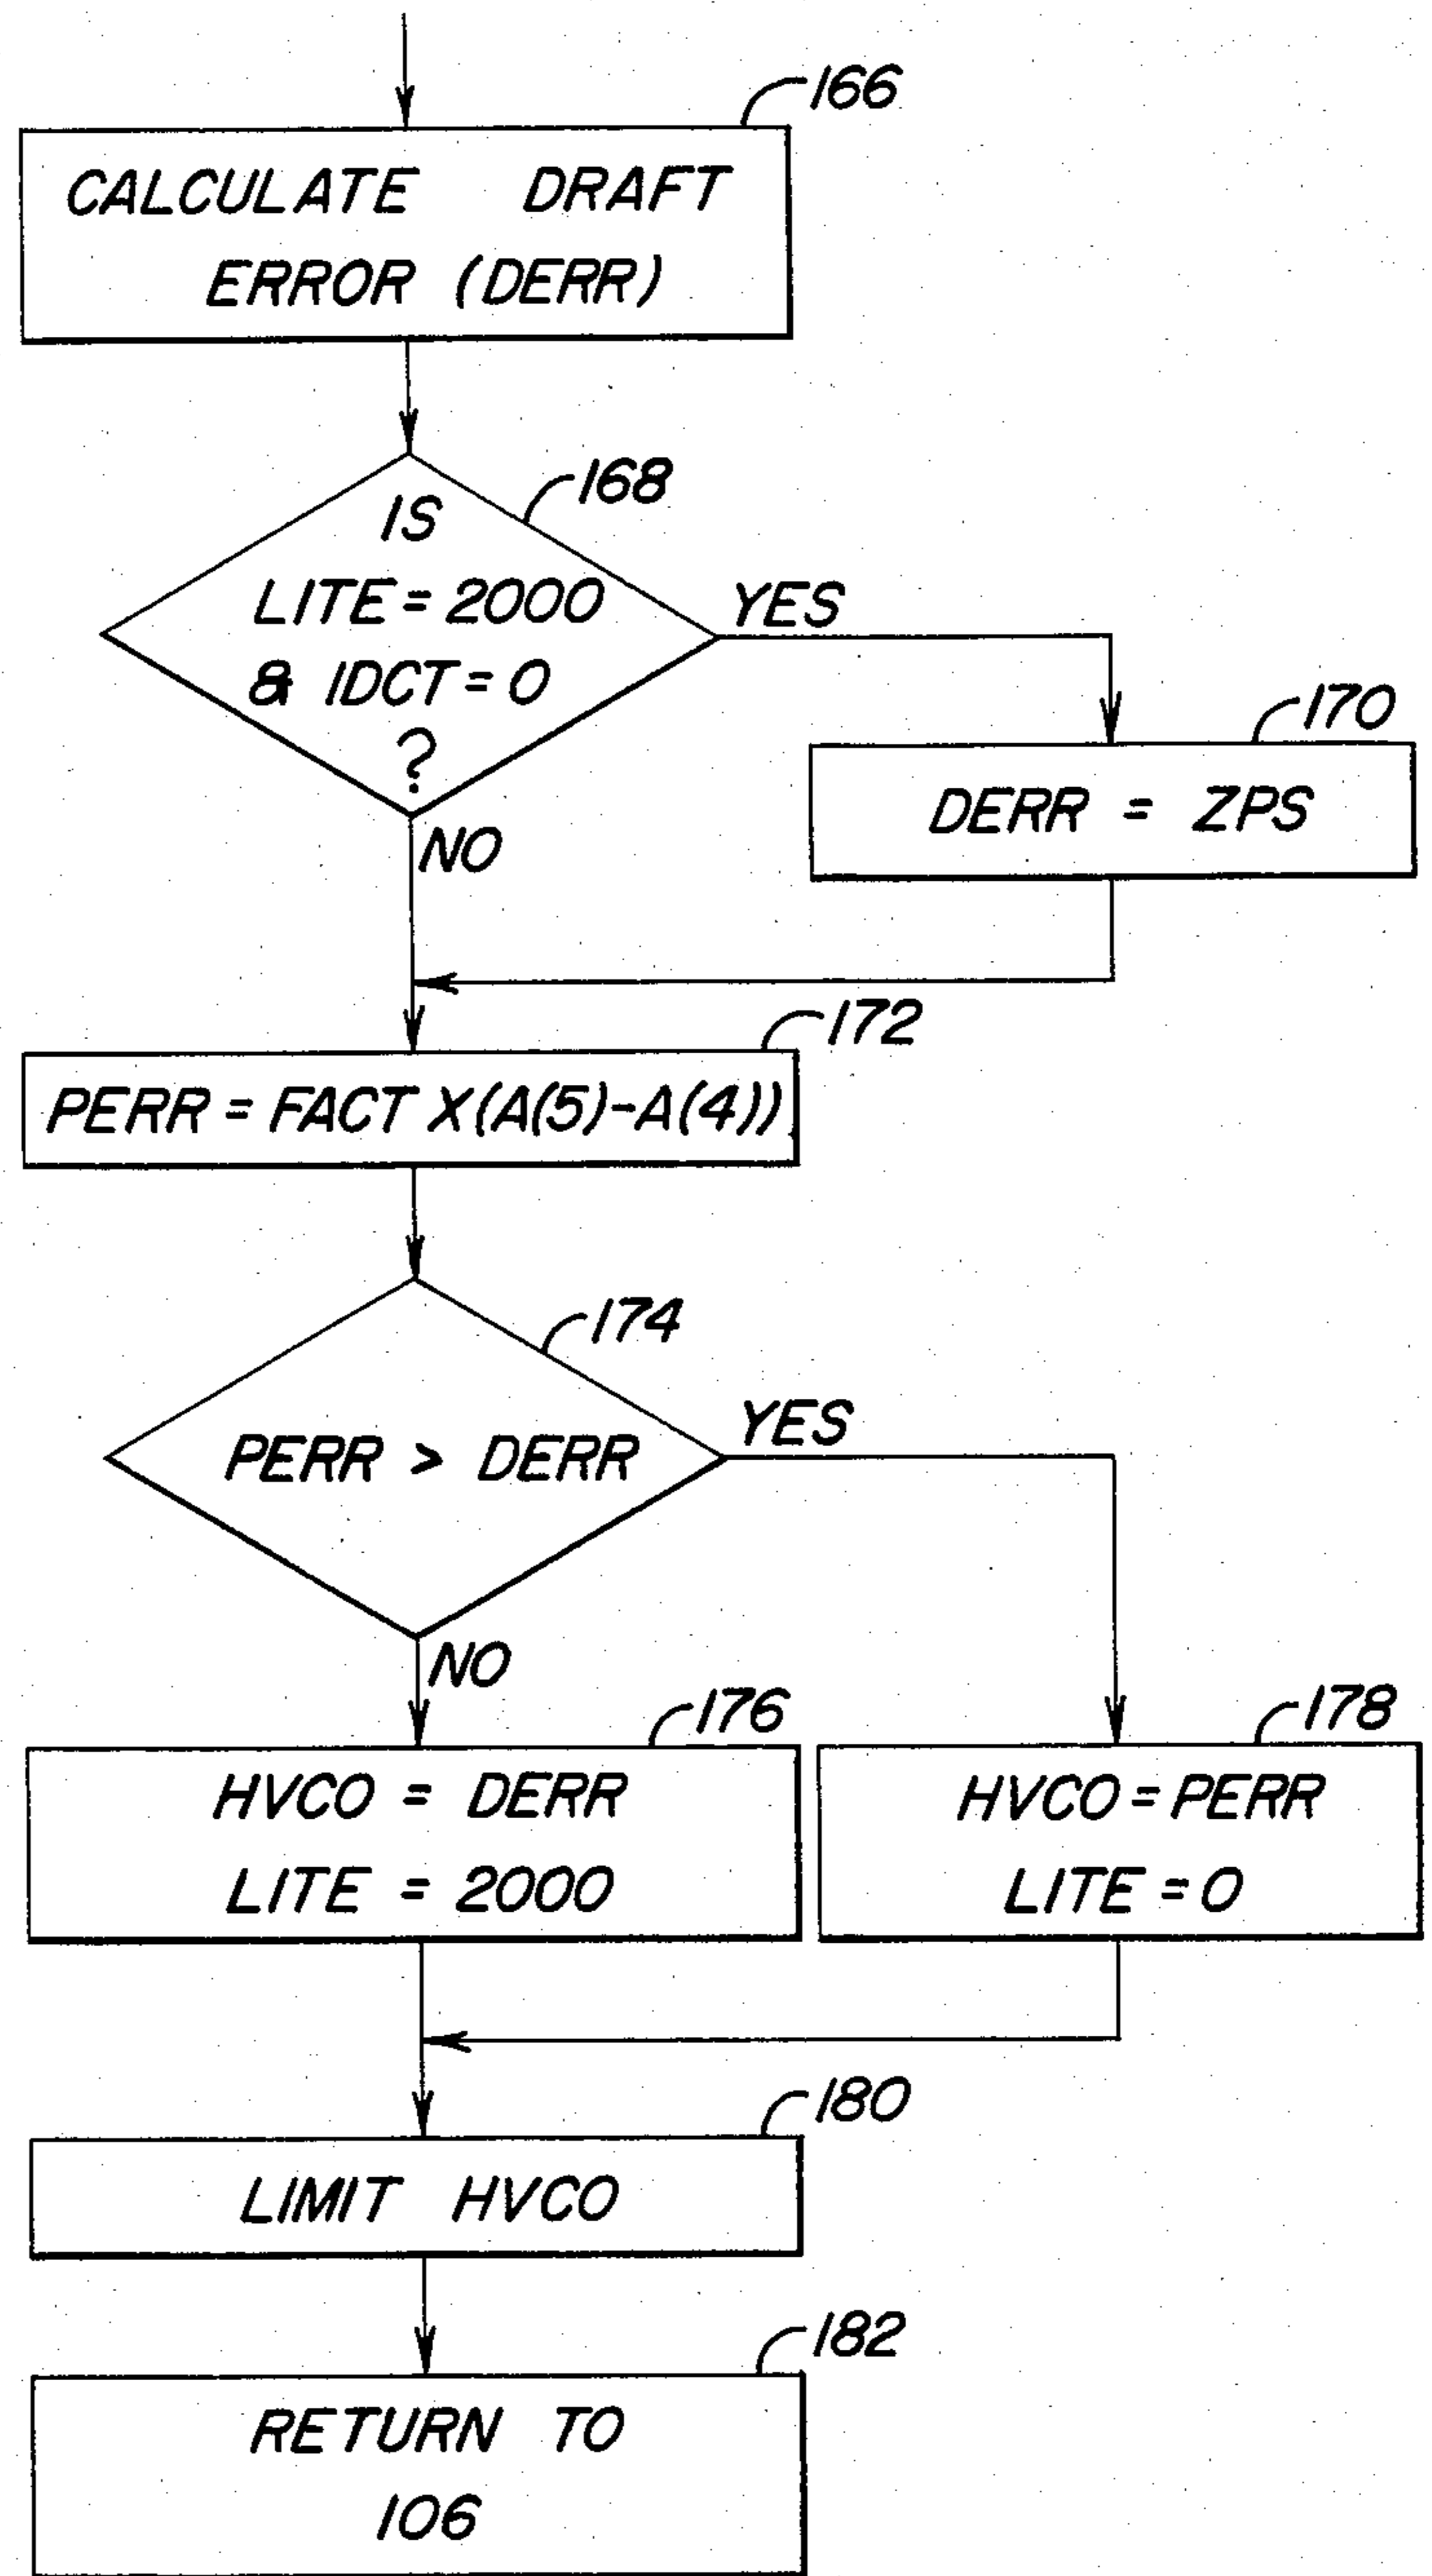 166
CALCULATE DRAFT
ERROR (DERR)
168
IS
LITE = 2000
& IDCT = 0
?
YES
NO
170
DERR = ZPS
172
PERR = FACT X(A(5)-A(4))
174
PERR > DERR
YES
NO
176
HVCO = DERR
LITE = 2000
178
HVCO = PERR
LITE = 0
180
LIMIT HVCO
182
RETURN TO
106